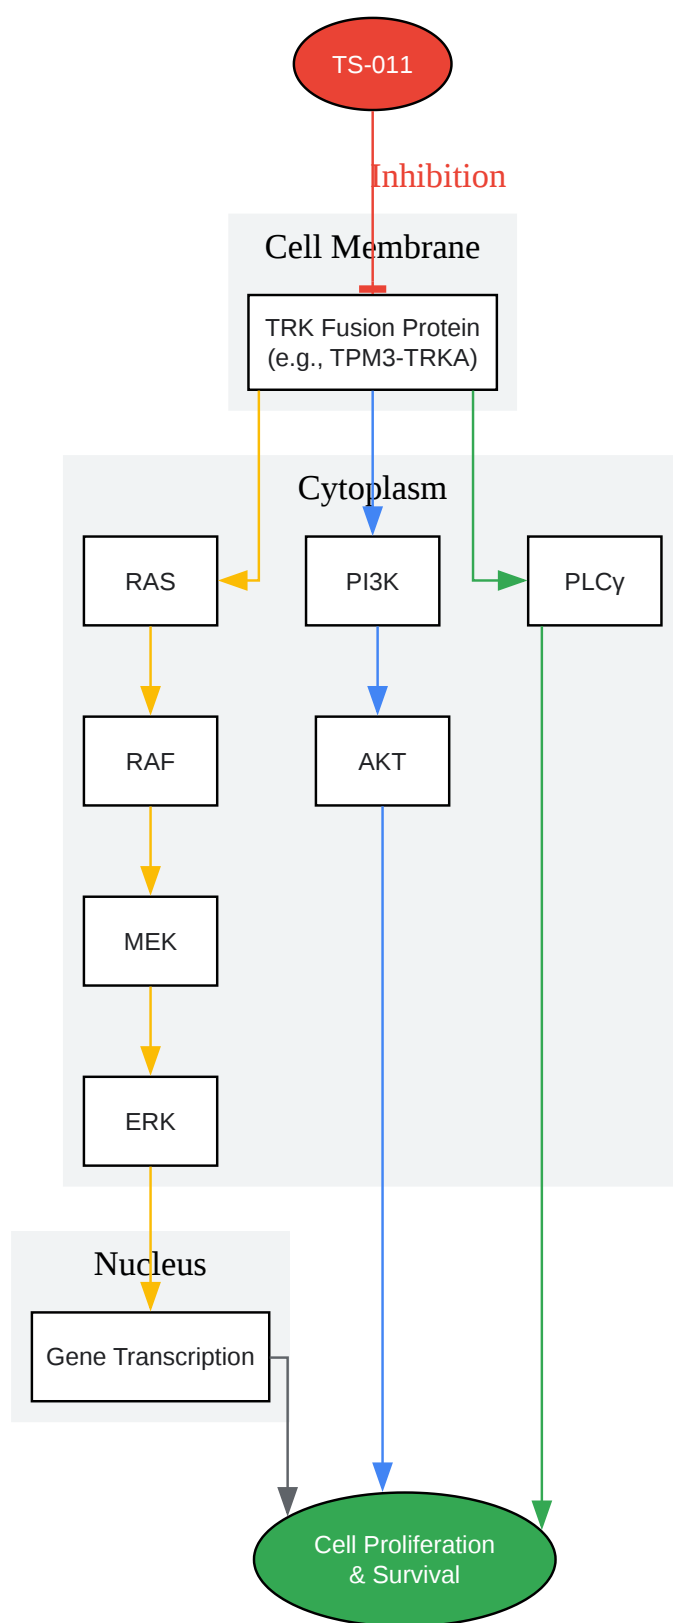 TS-011
Inhibition
Cell Membrane
TRK Fusion Protein
(e.g., TPM3-TRKA)
Cytoplasm
RAS
PI3K
PLCγ
RAF
AKT
MEK
ERK
Nucleus
Gene Transcription
Cell Proliferation
& Survival